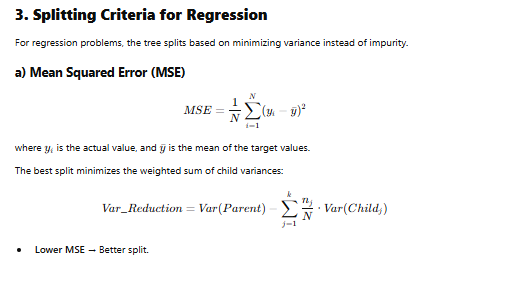 3. Splitting Criteria for Regression
For regression problems, the tree splits based on minimizing variance instead of impurity.
a) Mean Squared Error (MSE)
MSE = \frac{1}{N} \sum_{i=1}^{N} (y_i - \bar{y})^2
where y_i is the actual value, and \bar{y} is the mean of the target values.
The best split minimizes the weighted sum of child variances:
Var_Reduction = Var(Parent) - \sum_{j=1}^{k} \frac{n_j}{N} \cdot Var(Child_j)
• Lower MSE → Better split.